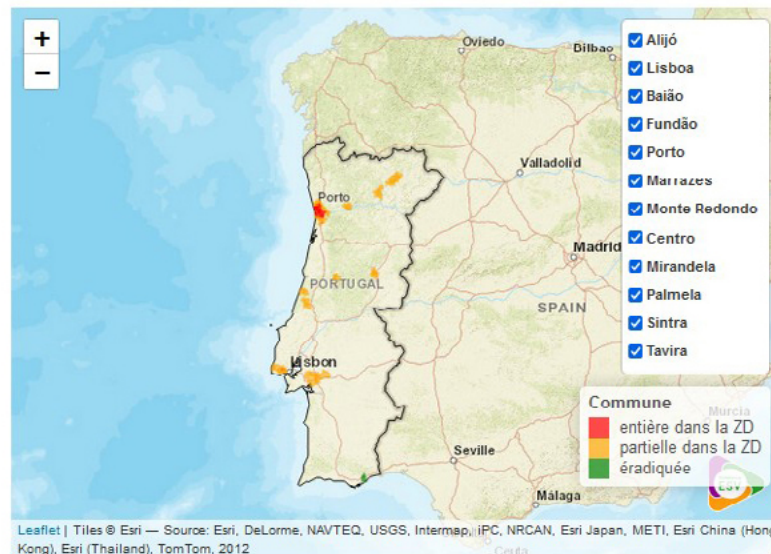 +
−
Oviedo
Bilbao
Valladolid
Porto
Madrid
PORTUGAL
SPAIN
Lisbon
Seville
Málaga
Murcia
Ceuta
Alijó
Lisboa
Baião
Fundão
Porto
Marrazes
Monte Redondo
Centro
Mirandela
Palmela
Sintra
Tavira
Commune
entière dans la ZD
partielle dans la ZD
éradiquée
ESV
Leaflet | Tiles © Esri — Source: Esri, DeLorme, NAVTEQ, USGS, Intermap, iPC, NRCAN, Esri Japan, METI, Esri China (Hong
Kong), Esri (Thailand), TomTom, 2012